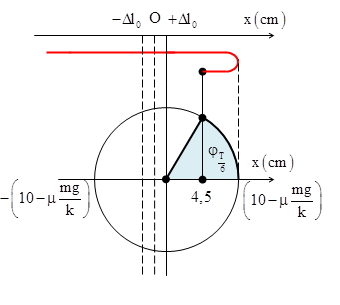 −Δl₀ O +Δl₀ x(cm)
φ_{T/6} x(cm)
−(10−μ mg/k) 4,5 (10−μ mg/k)